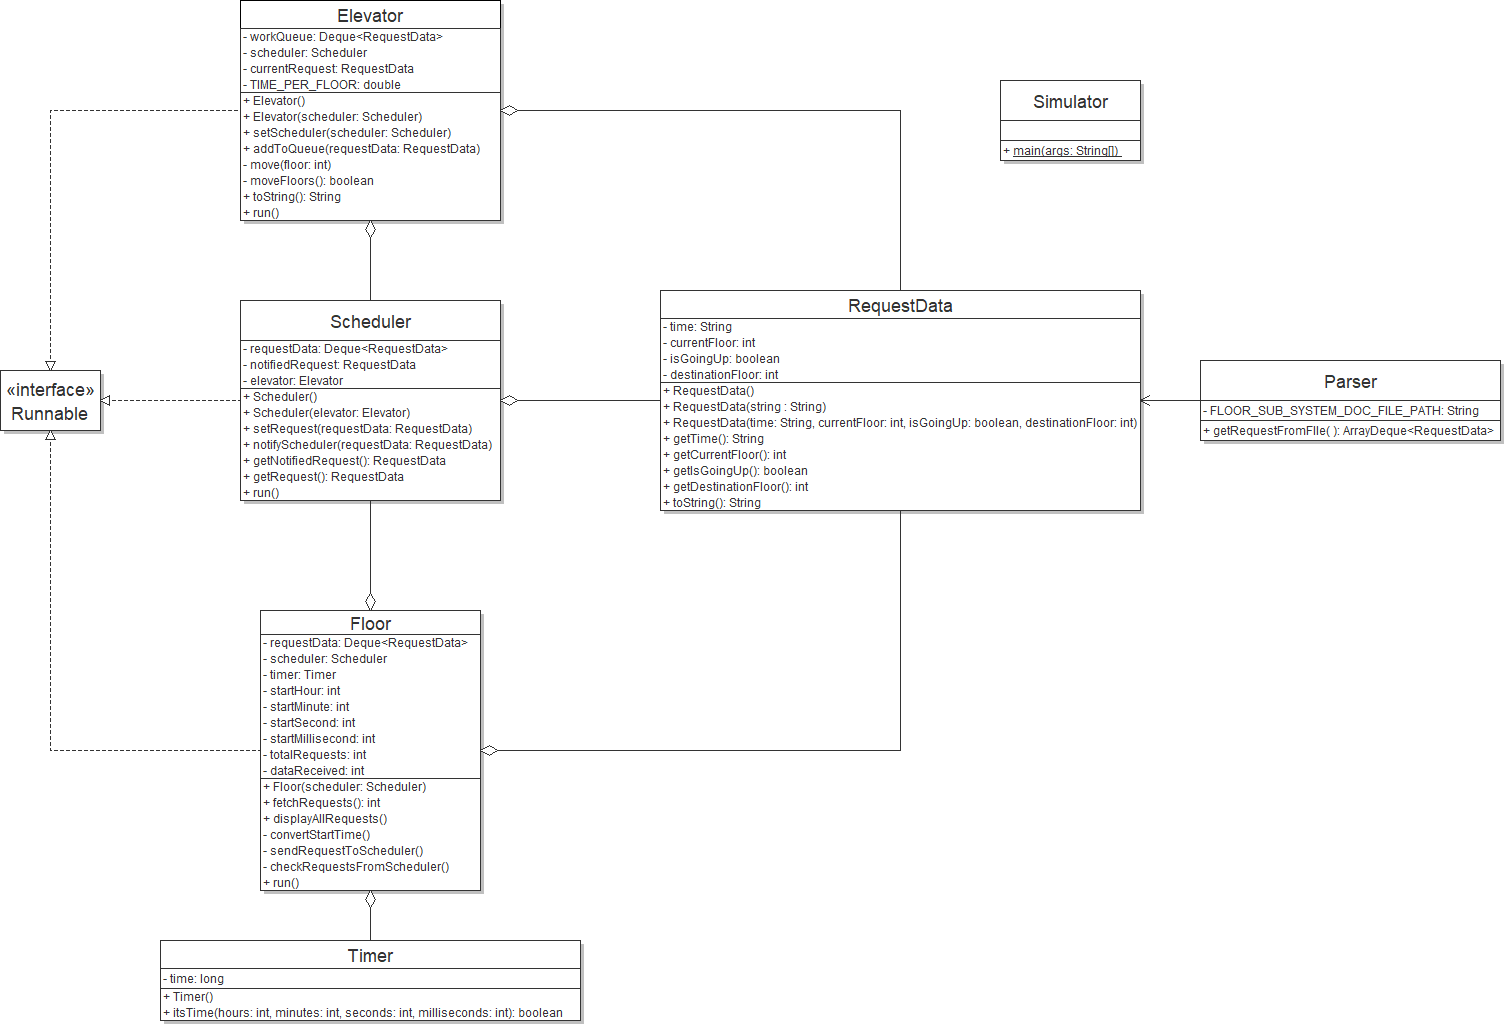 Elevator
- workQueue: Deque<RequestData>
- scheduler: Scheduler
- currentRequest: RequestData
- TIME_PER_FLOOR: double
+ Elevator()
+ Elevator(scheduler: Scheduler)
+ setScheduler(scheduler: Scheduler)
+ addToQueue(requestData: RequestData)
- move(floor: int)
- moveFloors(): boolean
+ toString(): String
+ run()
Simulator
+ main(args: String[])
Scheduler
- requestData: Deque<RequestData>
- notifiedRequest: RequestData
- elevator: Elevator
+ Scheduler()
+ Scheduler(elevator: Elevator)
+ setRequest(requestData: RequestData)
+ notifyScheduler(requestData: RequestData)
+ getNotifiedRequest(): RequestData
+ getRequest(): RequestData
+ run()
«interface»
Runnable
RequestData
- time: String
- currentFloor: int
- isGoingUp: boolean
- destinationFloor: int
+ RequestData()
+ RequestData(string : String)
+ RequestData(time: String, currentFloor: int, isGoingUp: boolean, destinationFloor: int)
+ getTime(): String
+ getCurrentFloor(): int
+ getIsGoingUp(): boolean
+ getDestinationFloor(): int
+ toString(): String
Parser
- FLOOR_SUB_SYSTEM_DOC_FILE_PATH: String
+ getRequestFromFIle( ): ArrayDeque<RequestData>
Floor
- requestData: Deque<RequestData>
- scheduler: Scheduler
- timer: Timer
- startHour: int
- startMinute: int
- startSecond: int
- startMillisecond: int
- totalRequests: int
- dataReceived: int
+ Floor(scheduler: Scheduler)
+ fetchRequests(): int
+ displayAllRequests()
- convertStartTime()
- sendRequestToScheduler()
- checkRequestsFromScheduler()
+ run()
Timer
- time: long
+ Timer()
+ itsTime(hours: int, minutes: int, seconds: int, milliseconds: int): boolean